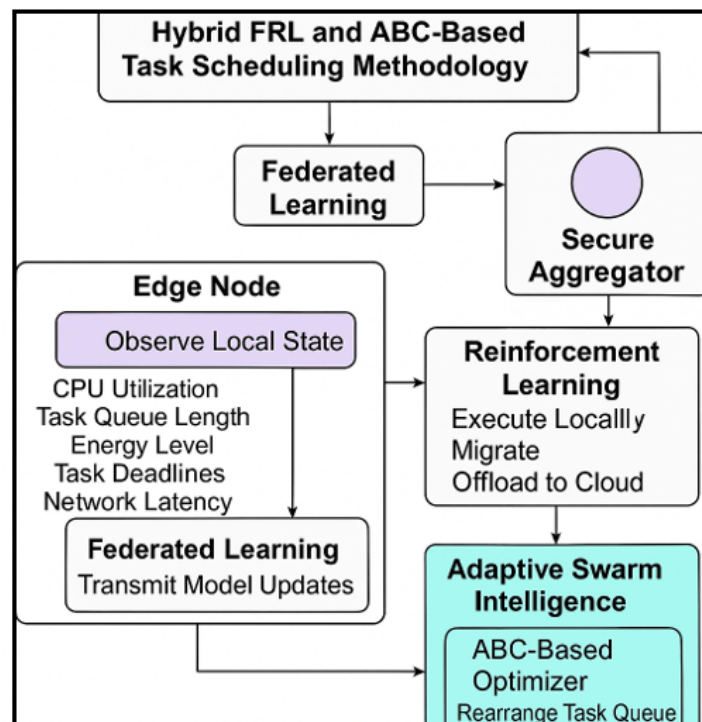 Hybrid FRL and ABC-Based
Task Scheduling Methodology
Federated
Learning
Secure
Aggregator
Edge Node
Observe Local State
CPU Utilization
Task Queue Length
Energy Level
Task Deadlines
Network Latency
Federated Learning
Transmit Model Updates
Reinforcement
Learning
Execute Locallly
Migrate
Offload to Cloud
Adaptive Swarm
Intelligence
ABC-Based
Optimizer
Rearrange Task Queue